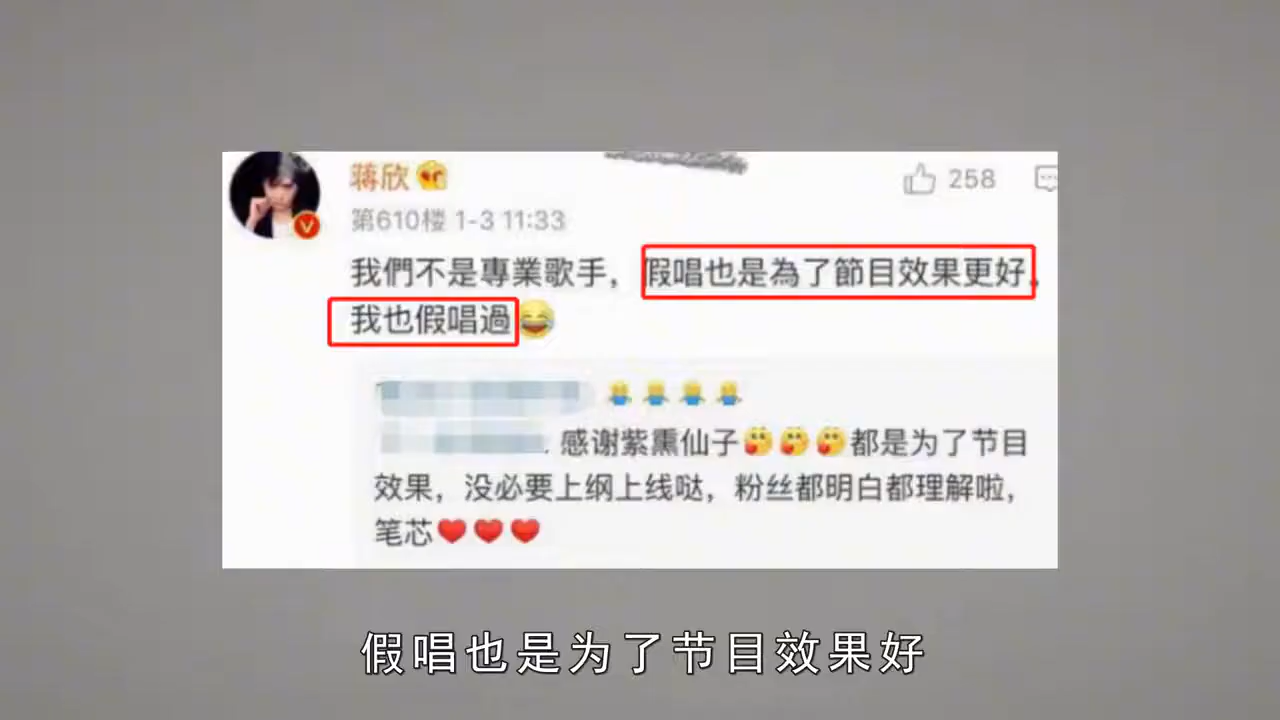 蒋欣
258
第610楼 1-3 11:33
我們不是專業歌手，假唱也是為了節目效果更好，
我也假唱過
感谢紫熏仙子都是为了节目
效果，没必要上纲上线哒，粉丝都明白都理解啦，
笔芯
假唱也是为了节目效果好